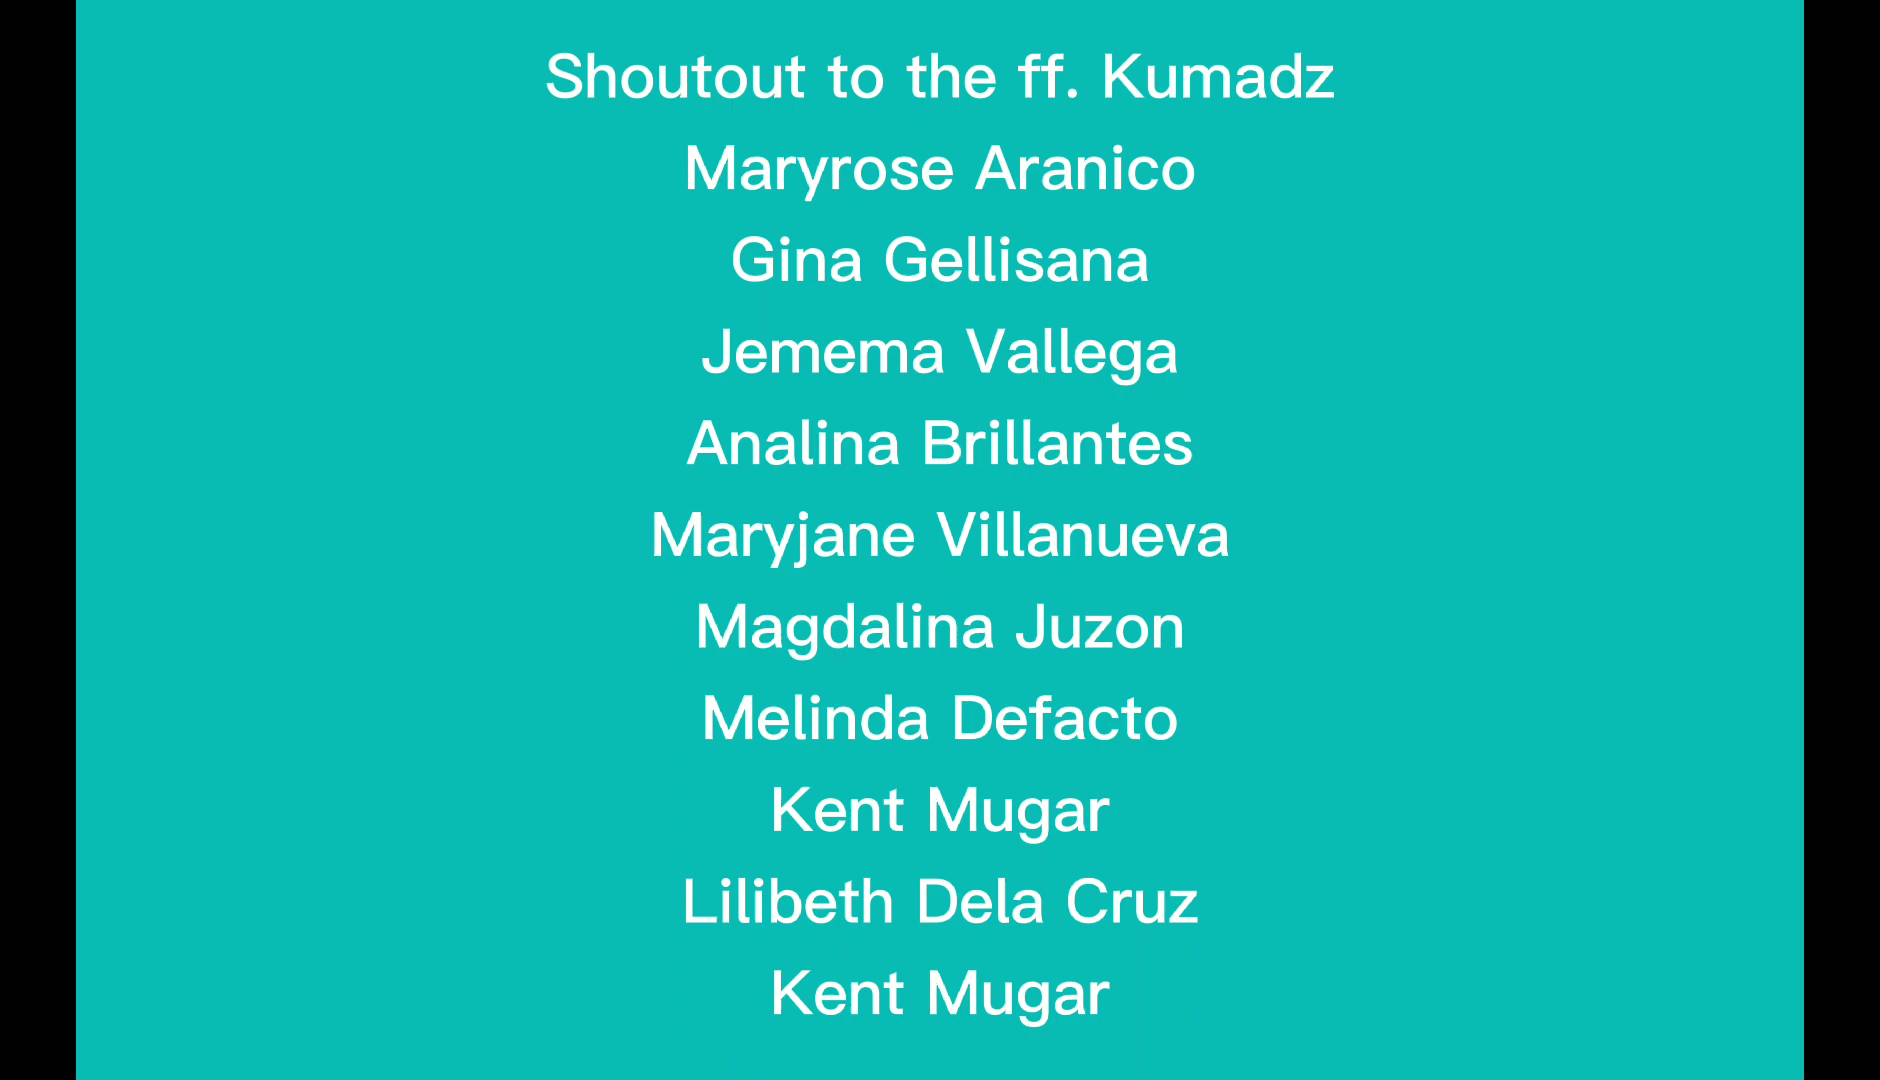 Shoutout to the ff. Kumadz
Maryrose Aranico
Gina Gellisana
Jemema Vallega
Analina Brillantes
Maryjane Villanueva
Magdalina Juzon
Melinda Defacto
Kent Mugar
Lilibeth Dela Cruz
Kent Mugar